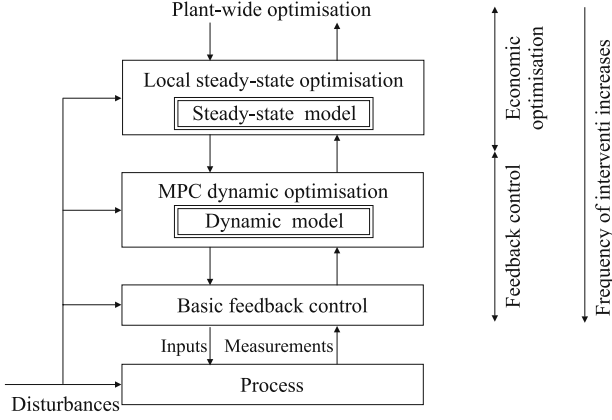 Plant-wide optimisation
Local steady-state optimisation
Steady-state model
MPC dynamic optimisation
Dynamic model
Basic feedback control
Inputs Measurements
Process
Disturbances
Economic
optimisation
Feedback control
Frequency of interventi increases